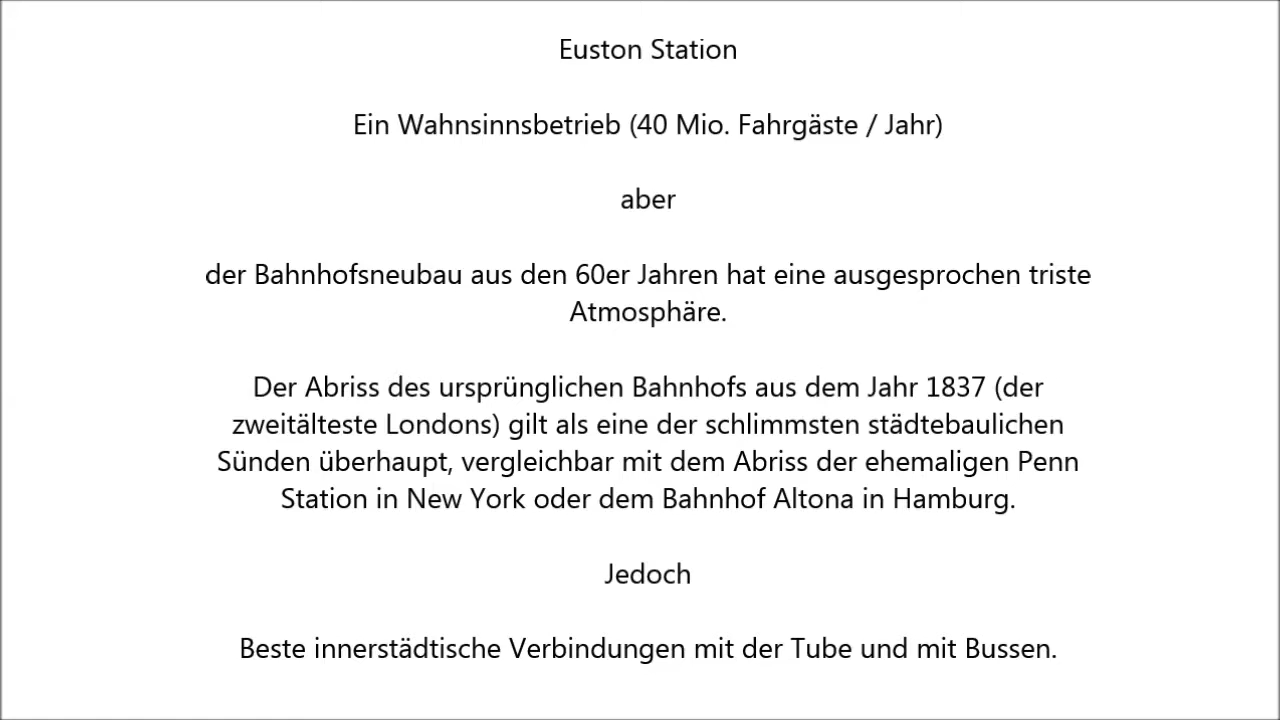 Euston Station
Ein Wahnsinnsbetrieb (40 Mio. Fahrgäste / Jahr)
aber
der Bahnhofsneubau aus den 60er Jahren hat eine ausgesprochen triste
Atmosphäre.
Der Abriss des ursprünglichen Bahnhofs aus dem Jahr 1837 (der
zweitälteste Londons) gilt als eine der schlimmsten städtebaulichen
Sünden überhaupt, vergleichbar mit dem Abriss der ehemaligen Penn
Station in New York oder dem Bahnhof Altona in Hamburg.
Jedoch
Beste innerstädtische Verbindungen mit der Tube und mit Bussen.